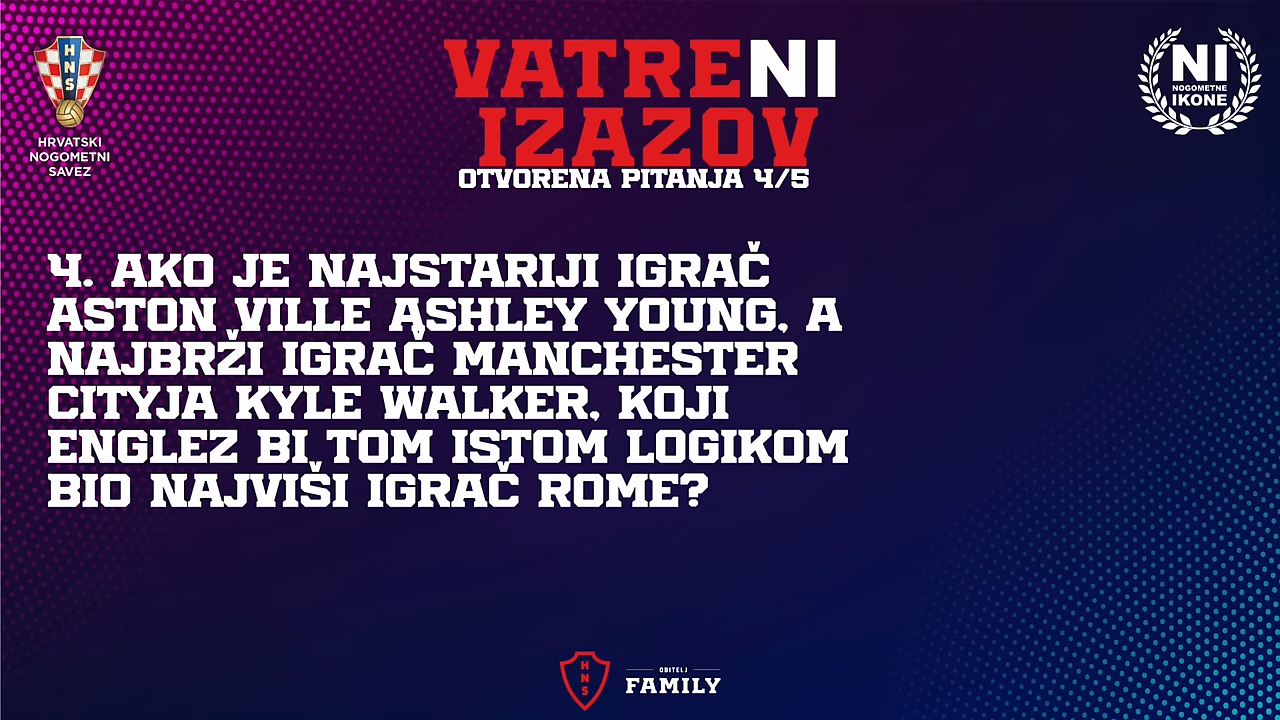 HNS
HRVATSKI
NOGOMETNI
SAVEZ
VATRENI
IZAZOV
OTVORENA PITANJA 4/5
NI
NOGOMETNE
IKONE
4. AKO JE NAJSTARIJI IGRAČ
ASTON VILLE ASHLEY YOUNG, A
NAJBRŽI IGRAČ MANCHESTER
CITYJA KYLE WALKER, KOJI
ENGLEZ BI TOM ISTOM LOGIKOM
BIO NAJVIŠI IGRAČ ROME?
HNS
OBITELJ
FAMILY